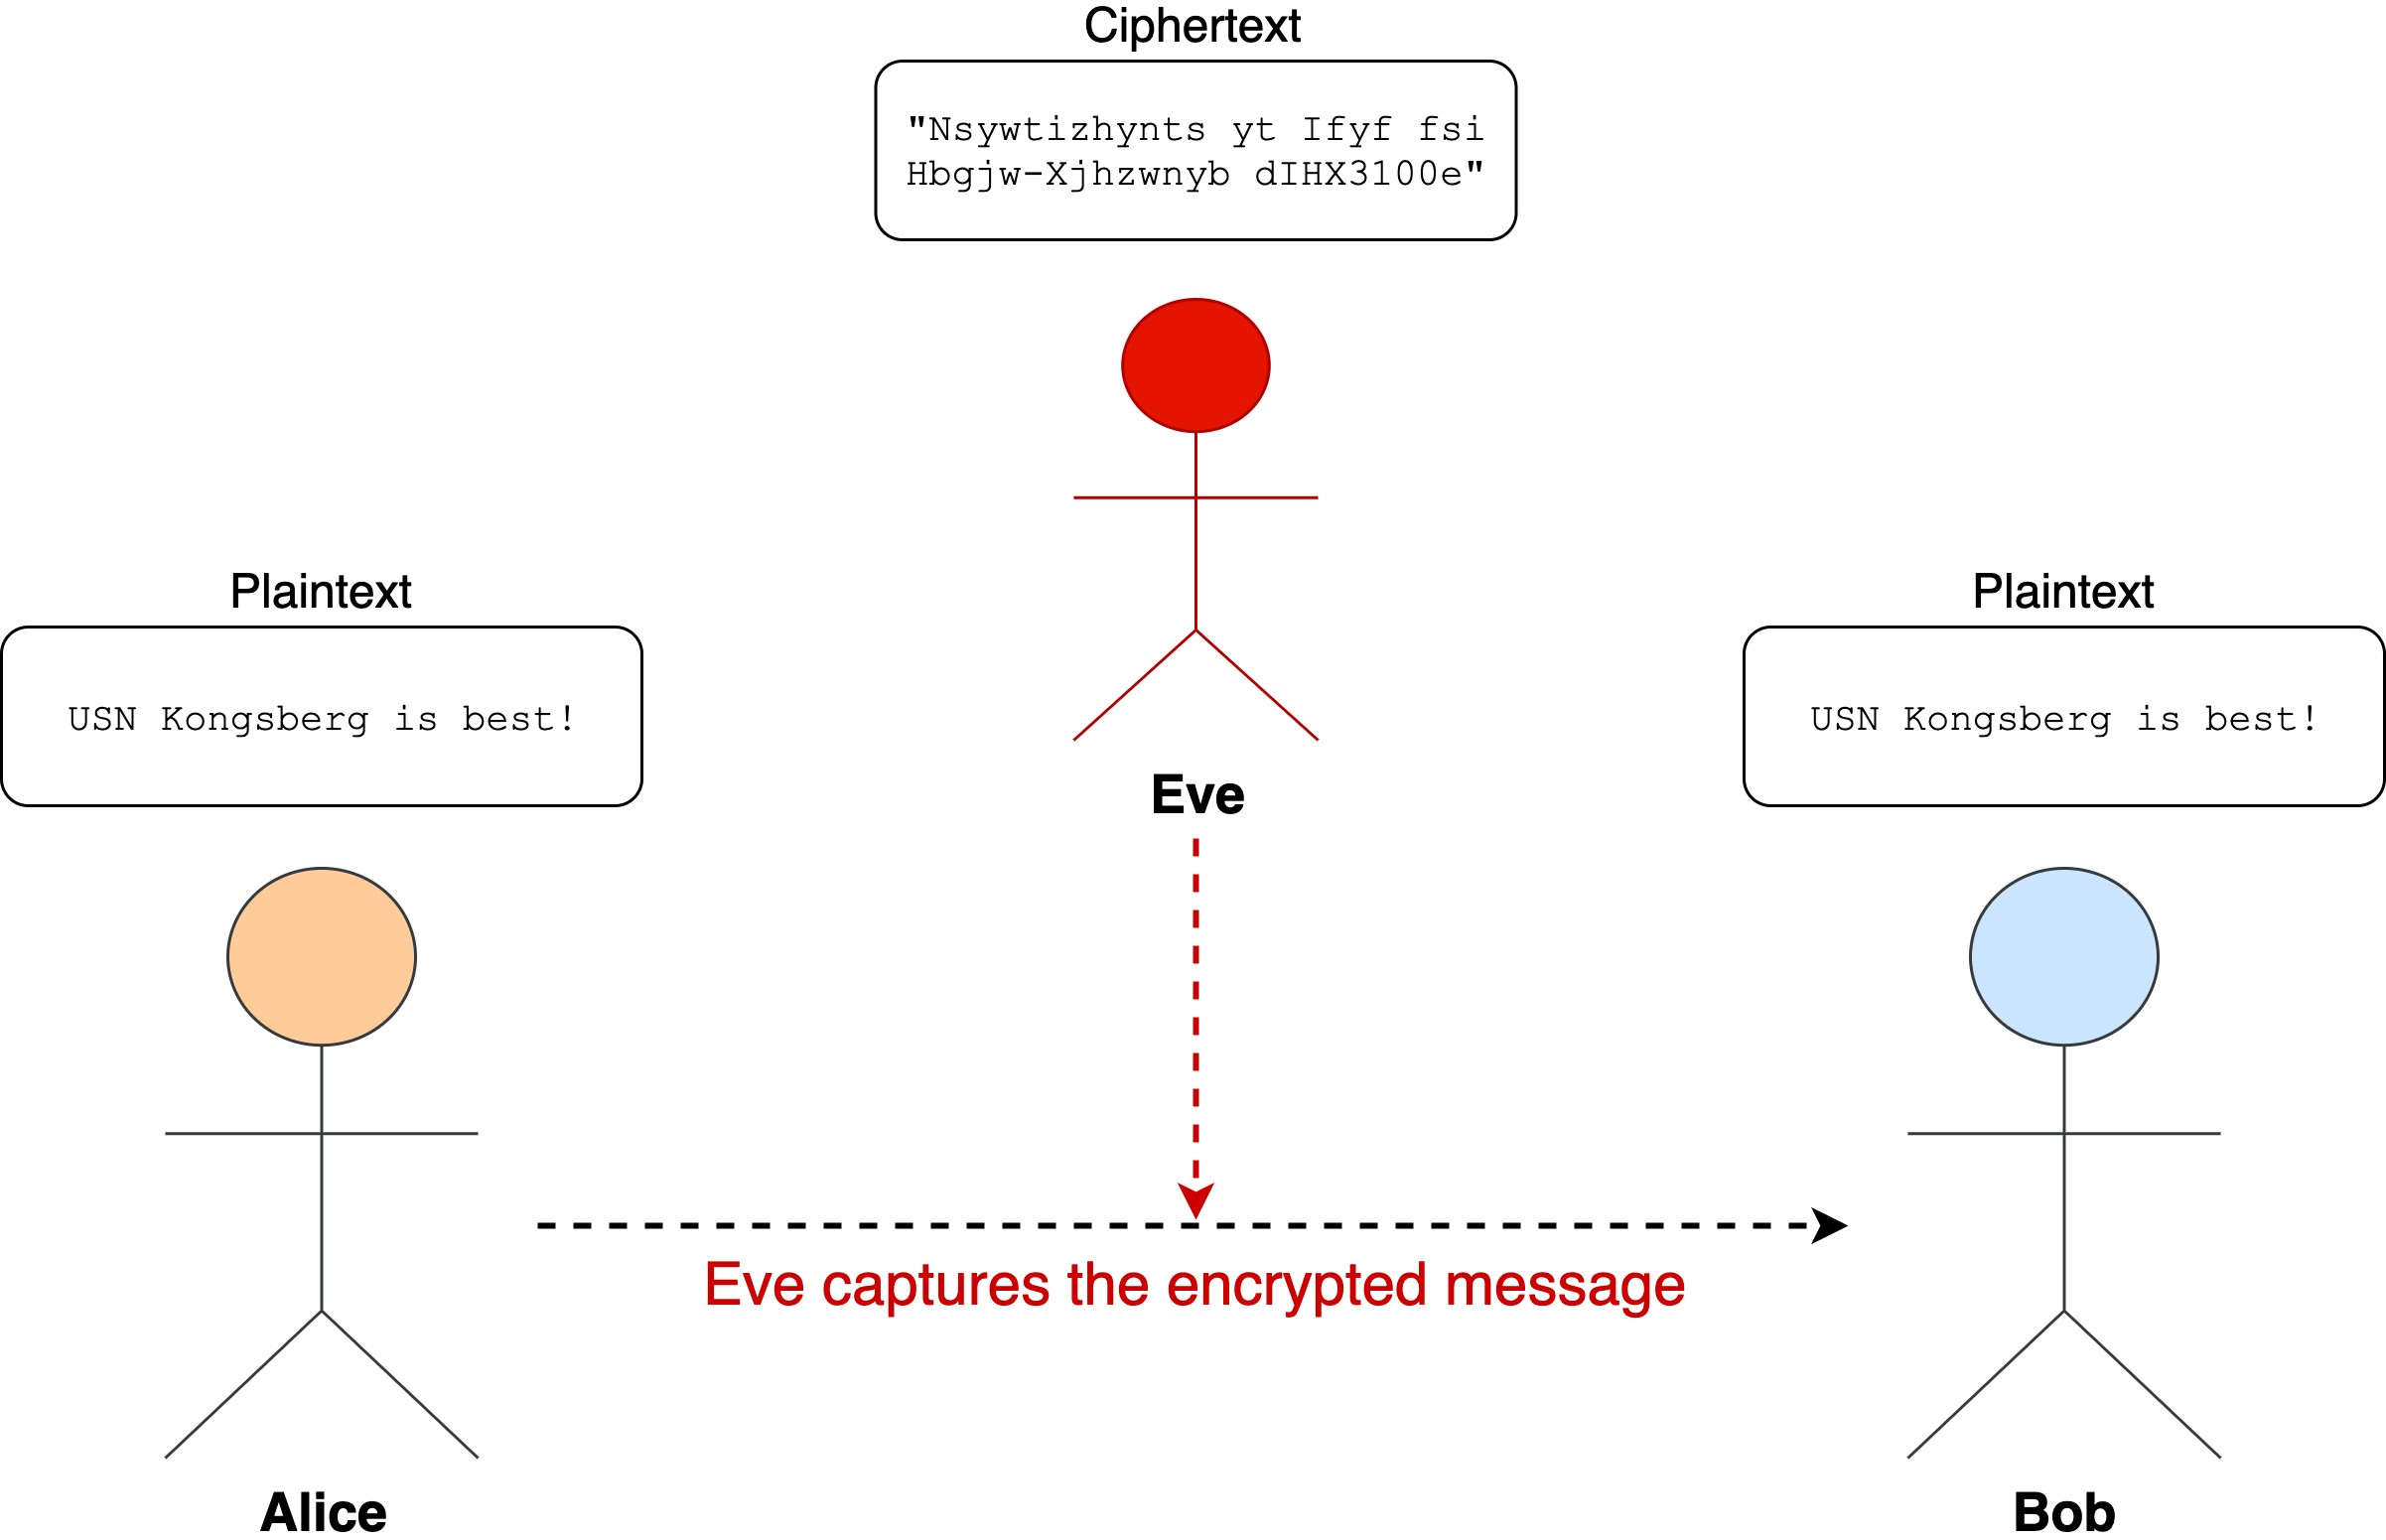 Ciphertext
"Nsywtizhynts yt Ifyf fsi
Hbgjw-Xjhzwnyb dIHX3100e"
Plaintext
USN Kongsberg is best!
Plaintext
USN Kongsberg is best!
Eve
Eve captures the encrypted message
Alice
Bob